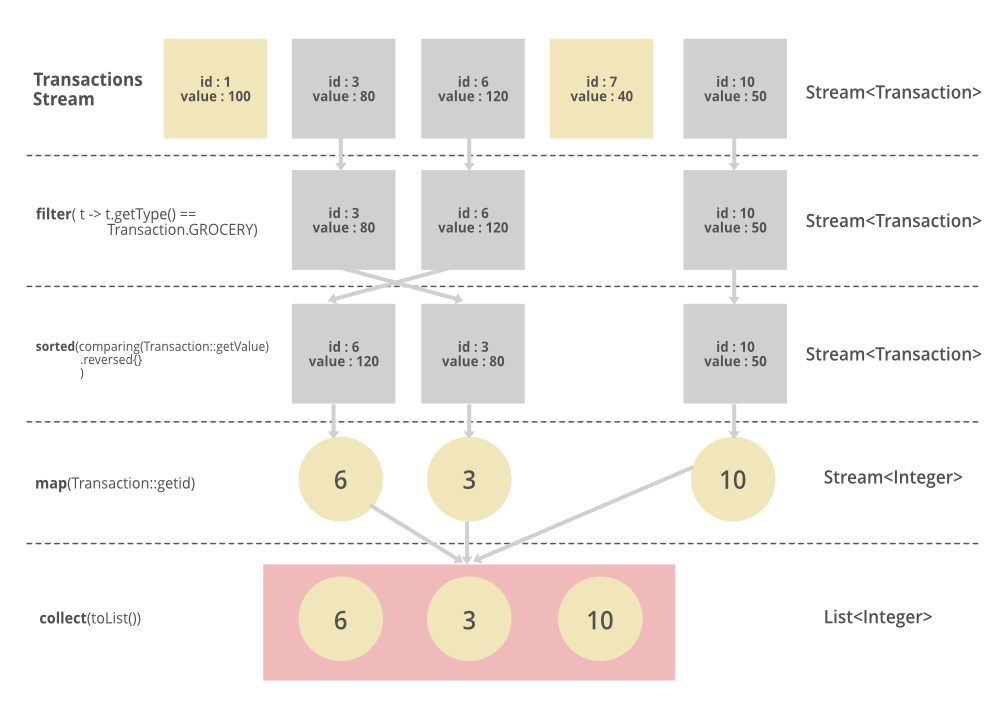 Transactions
Stream
id : 1
value : 100
id : 3
value : 80
id : 6
value : 120
id : 7
value : 40
id : 10
value : 50
Stream<Transaction>
filter( t -> t.getType() ==
Transaction.GROCERY)
id : 3
value : 80
id : 6
value : 120
id : 10
value : 50
Stream<Transaction>
sorted(comparing(Transaction::getValue)
.reversed{}
)
id : 6
value : 120
id : 3
value : 80
id : 10
value : 50
Stream<Transaction>
map(Transaction::getid)
6
3
10
Stream<Integer>
collect(toList())
6
3
10
List<Integer>